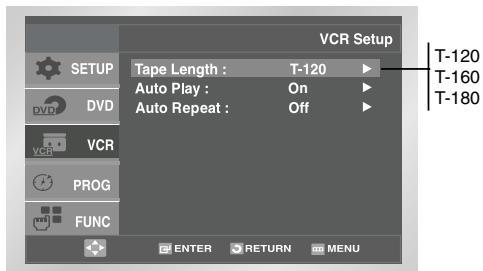 VCR Setup
SETUP
DVD DVD
VCR VCR
PROG
FUNC
Tape Length : T-120 ►
Auto Play : On ►
Auto Repeat : Off ►
T-120
T-160
T-180
ENTER RETURN MENU